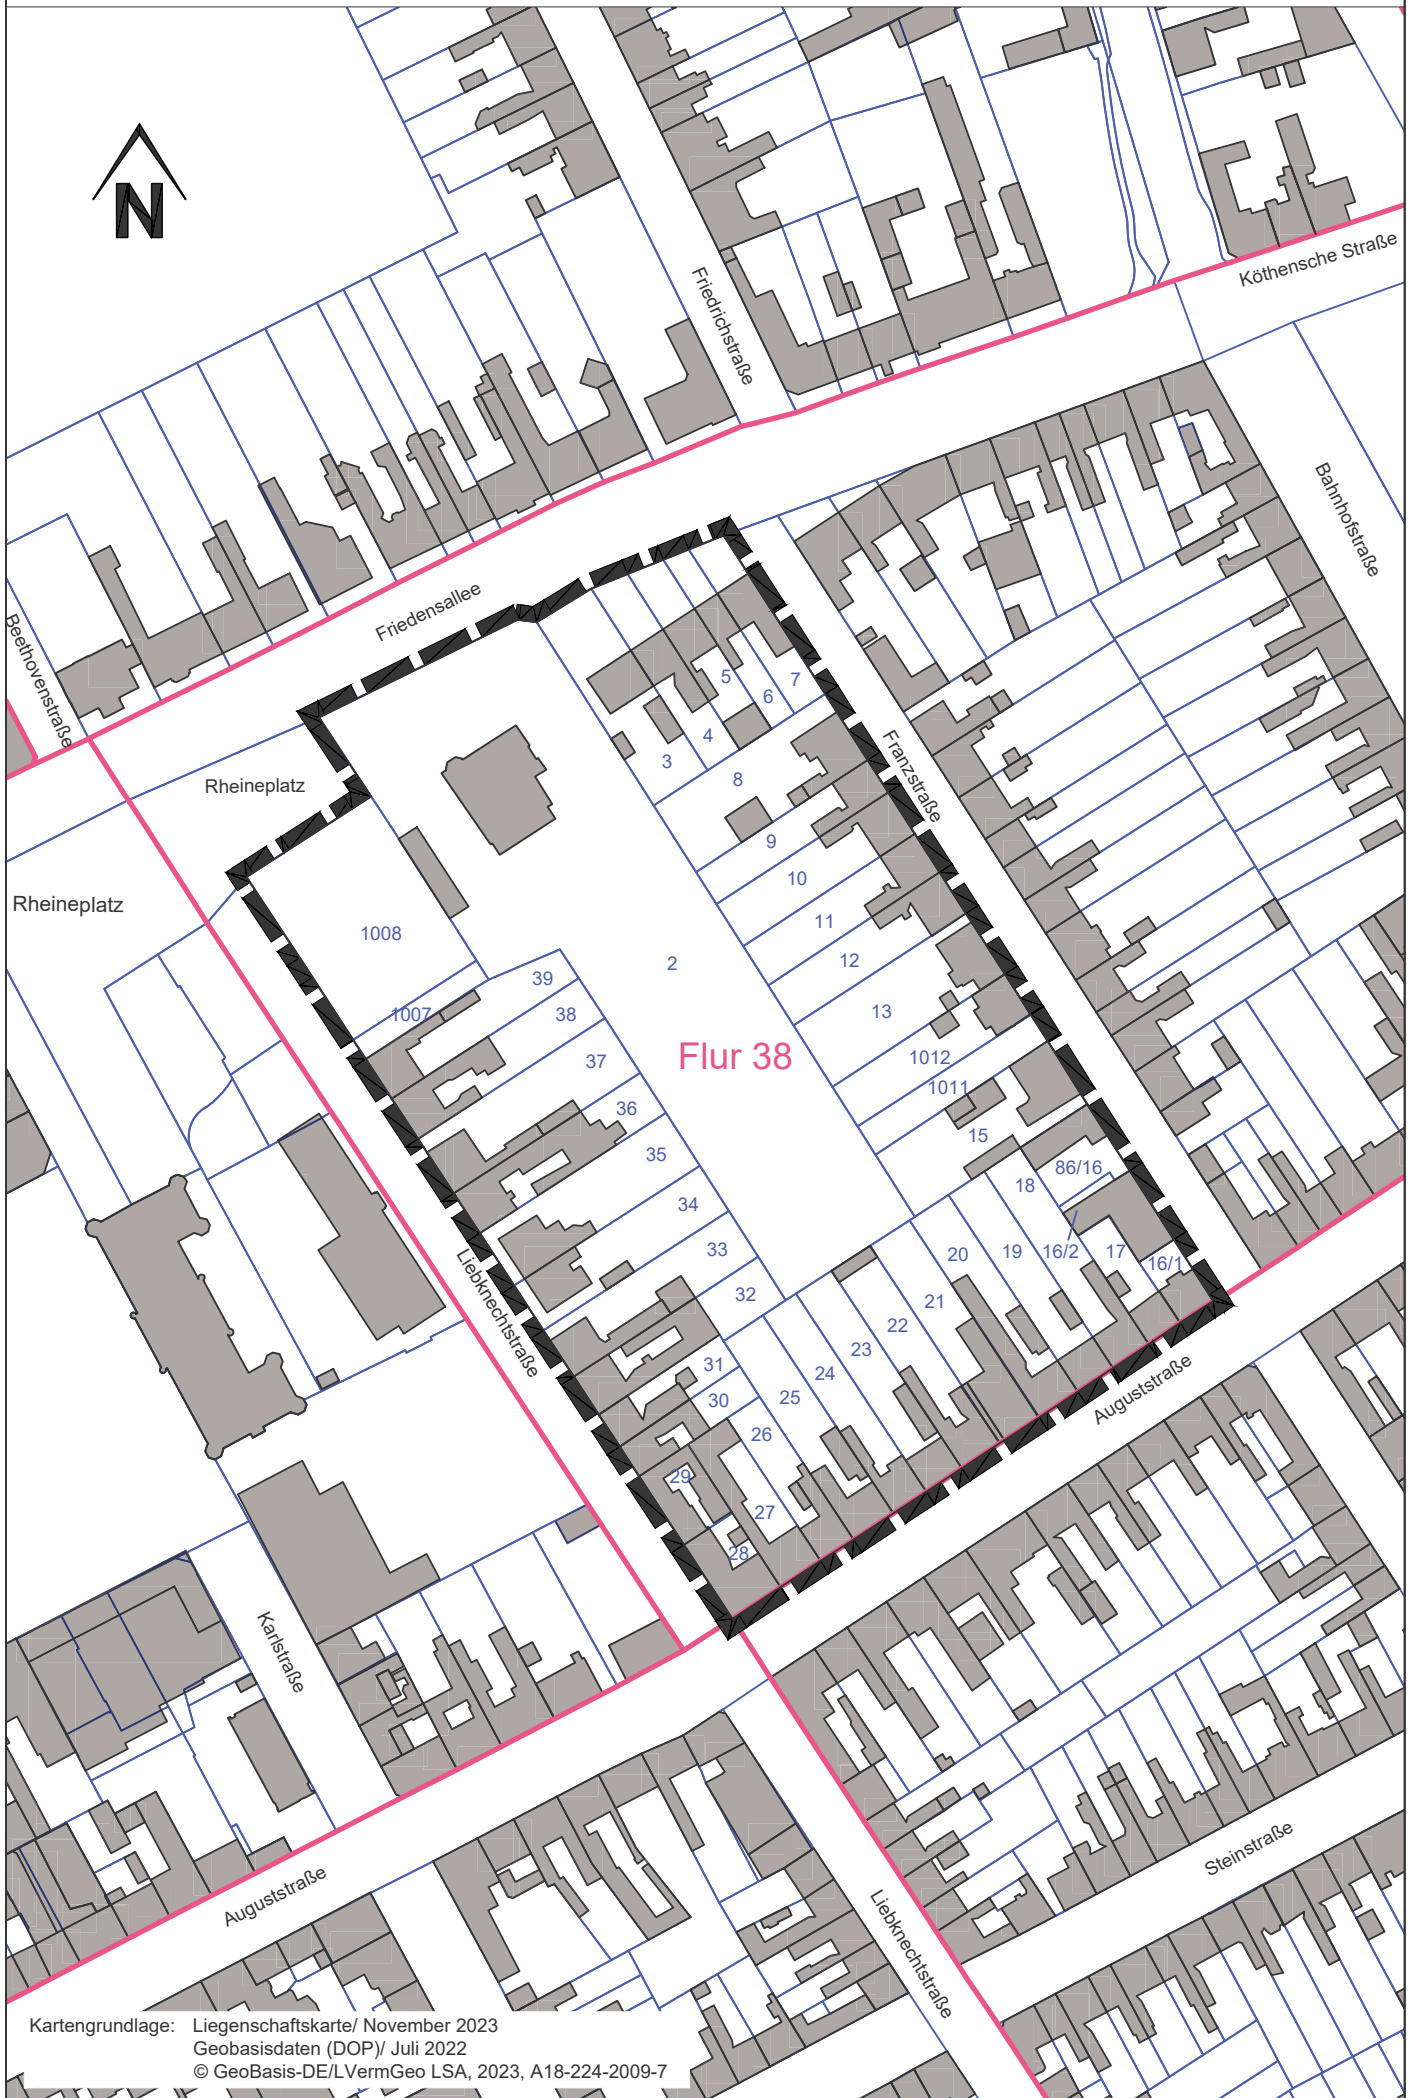 N
Friedrichstraße
Köthensche Straße
Bahnhofstraße
Friedensallee
Beethovenstraße
Franzstraße
Rheineplatz
Rheineplatz
5
6
7
4
3
8
9
10
11
12
13
1008
2
39
1007
38
37
Flur 38
1012
1011
36
15
35
86/16
18
34
33
20
19
16/2
17
16/1
32
21
22
23
24
25
31
30
26
29
27
28
Liebknechtstraße
Auguststraße
Karlstraße
Auguststraße
Steinstraße
Liebknechtstraße
Kartengrundlage: Liegenschaftskarte/ November 2023
Geobasisdaten (DOP)/ Juli 2022
© GeoBasis-DE/LVermGeo LSA, 2023, A18-224-2009-7